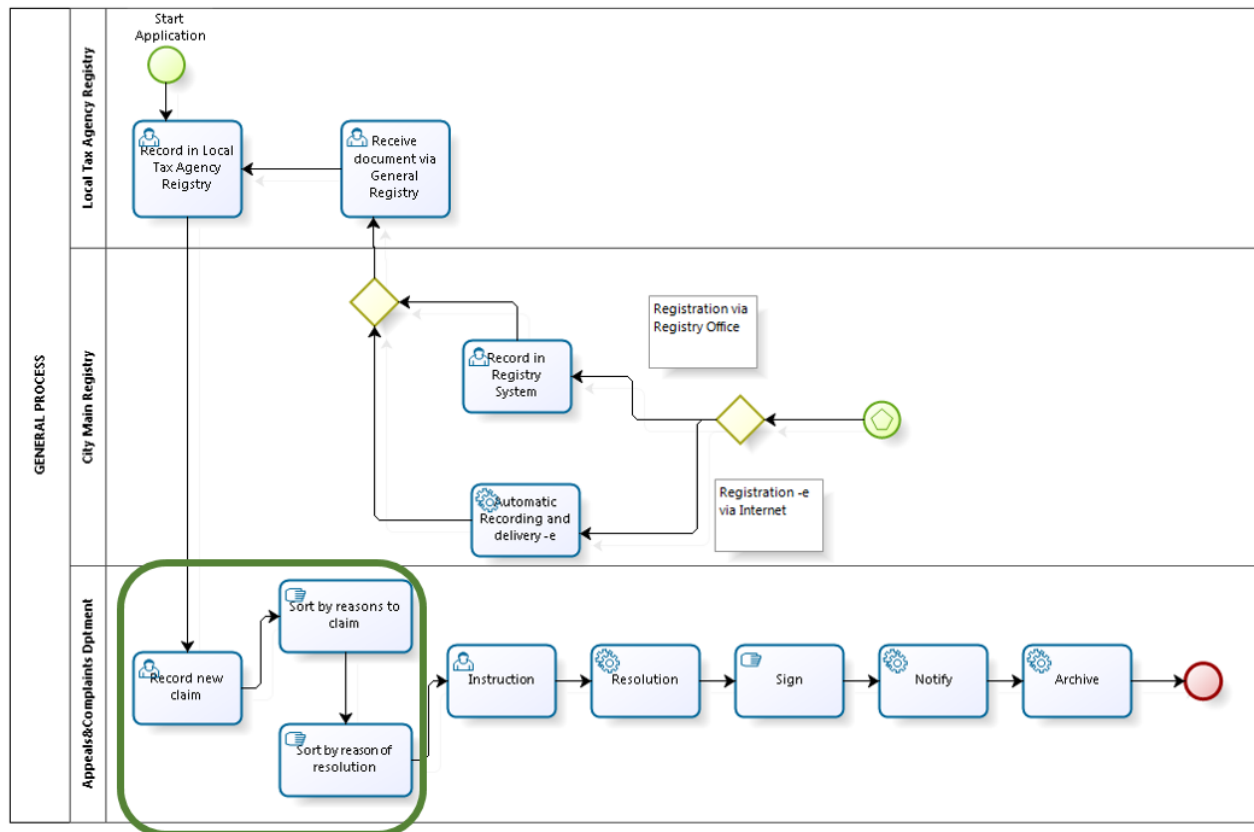 GENERAL PROCESS
Local Tax Agency Registry
Start
Application
Record in Local
Tax Agency
Reigstry
Receive
document via
General
Registry
City Main Registry
Registration via
Registry Office
Record in
Registry
System
Registration -e
via Internet
Automatic
Recording and
delivery -e
Appeals&Complaints Dptment
Sort by reasons to
claim
Record new
claim
Instruction
Resolution
Sign
Notify
Archive
Sort by reason of
resolution